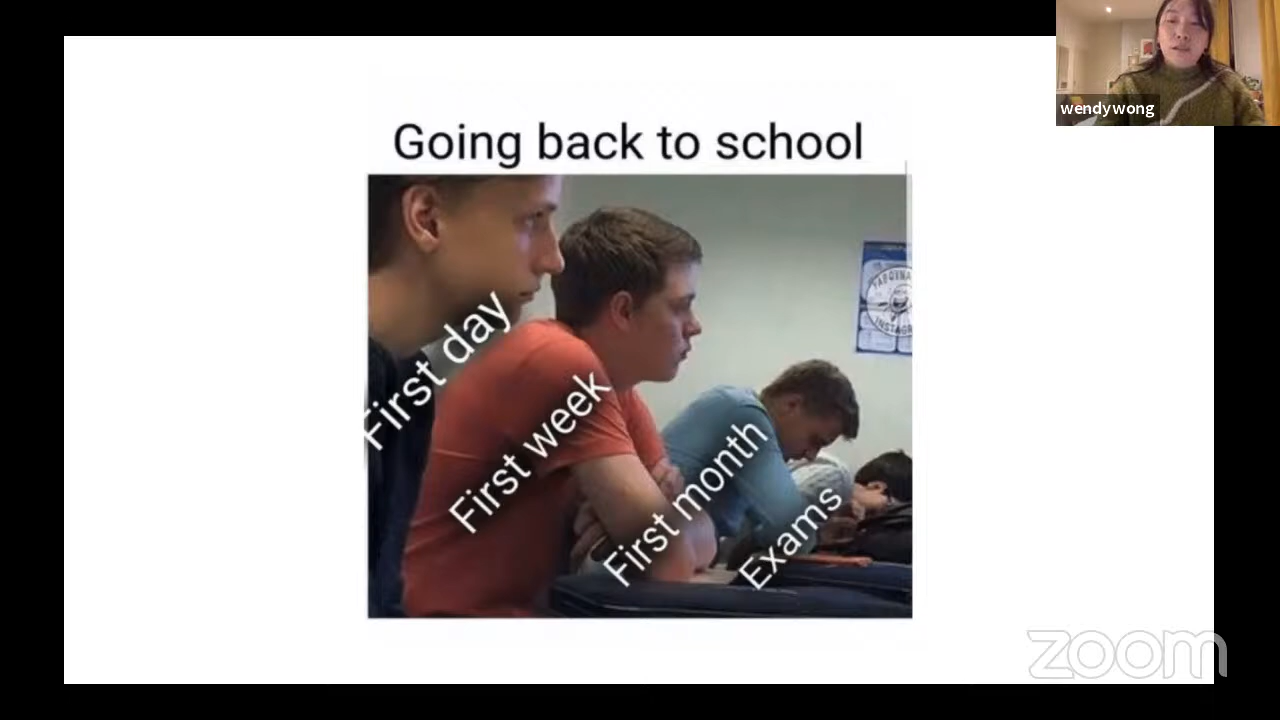 wendywong
Going back to school
First day
First week
First month
Exams
zoom